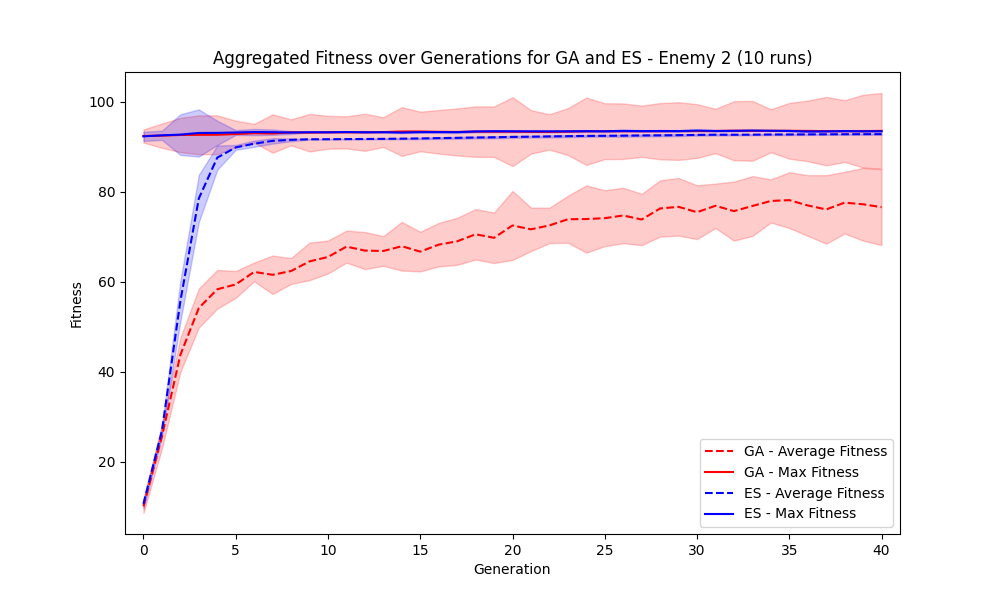 Aggregated Fitness over Generations for GA and ES - Enemy 2 (10 runs)
Fitness
100
80
60
40
20
GA - Average Fitness
GA - Max Fitness
ES - Average Fitness
ES - Max Fitness
0 5 10 15 20 25 30 35 40
Generation